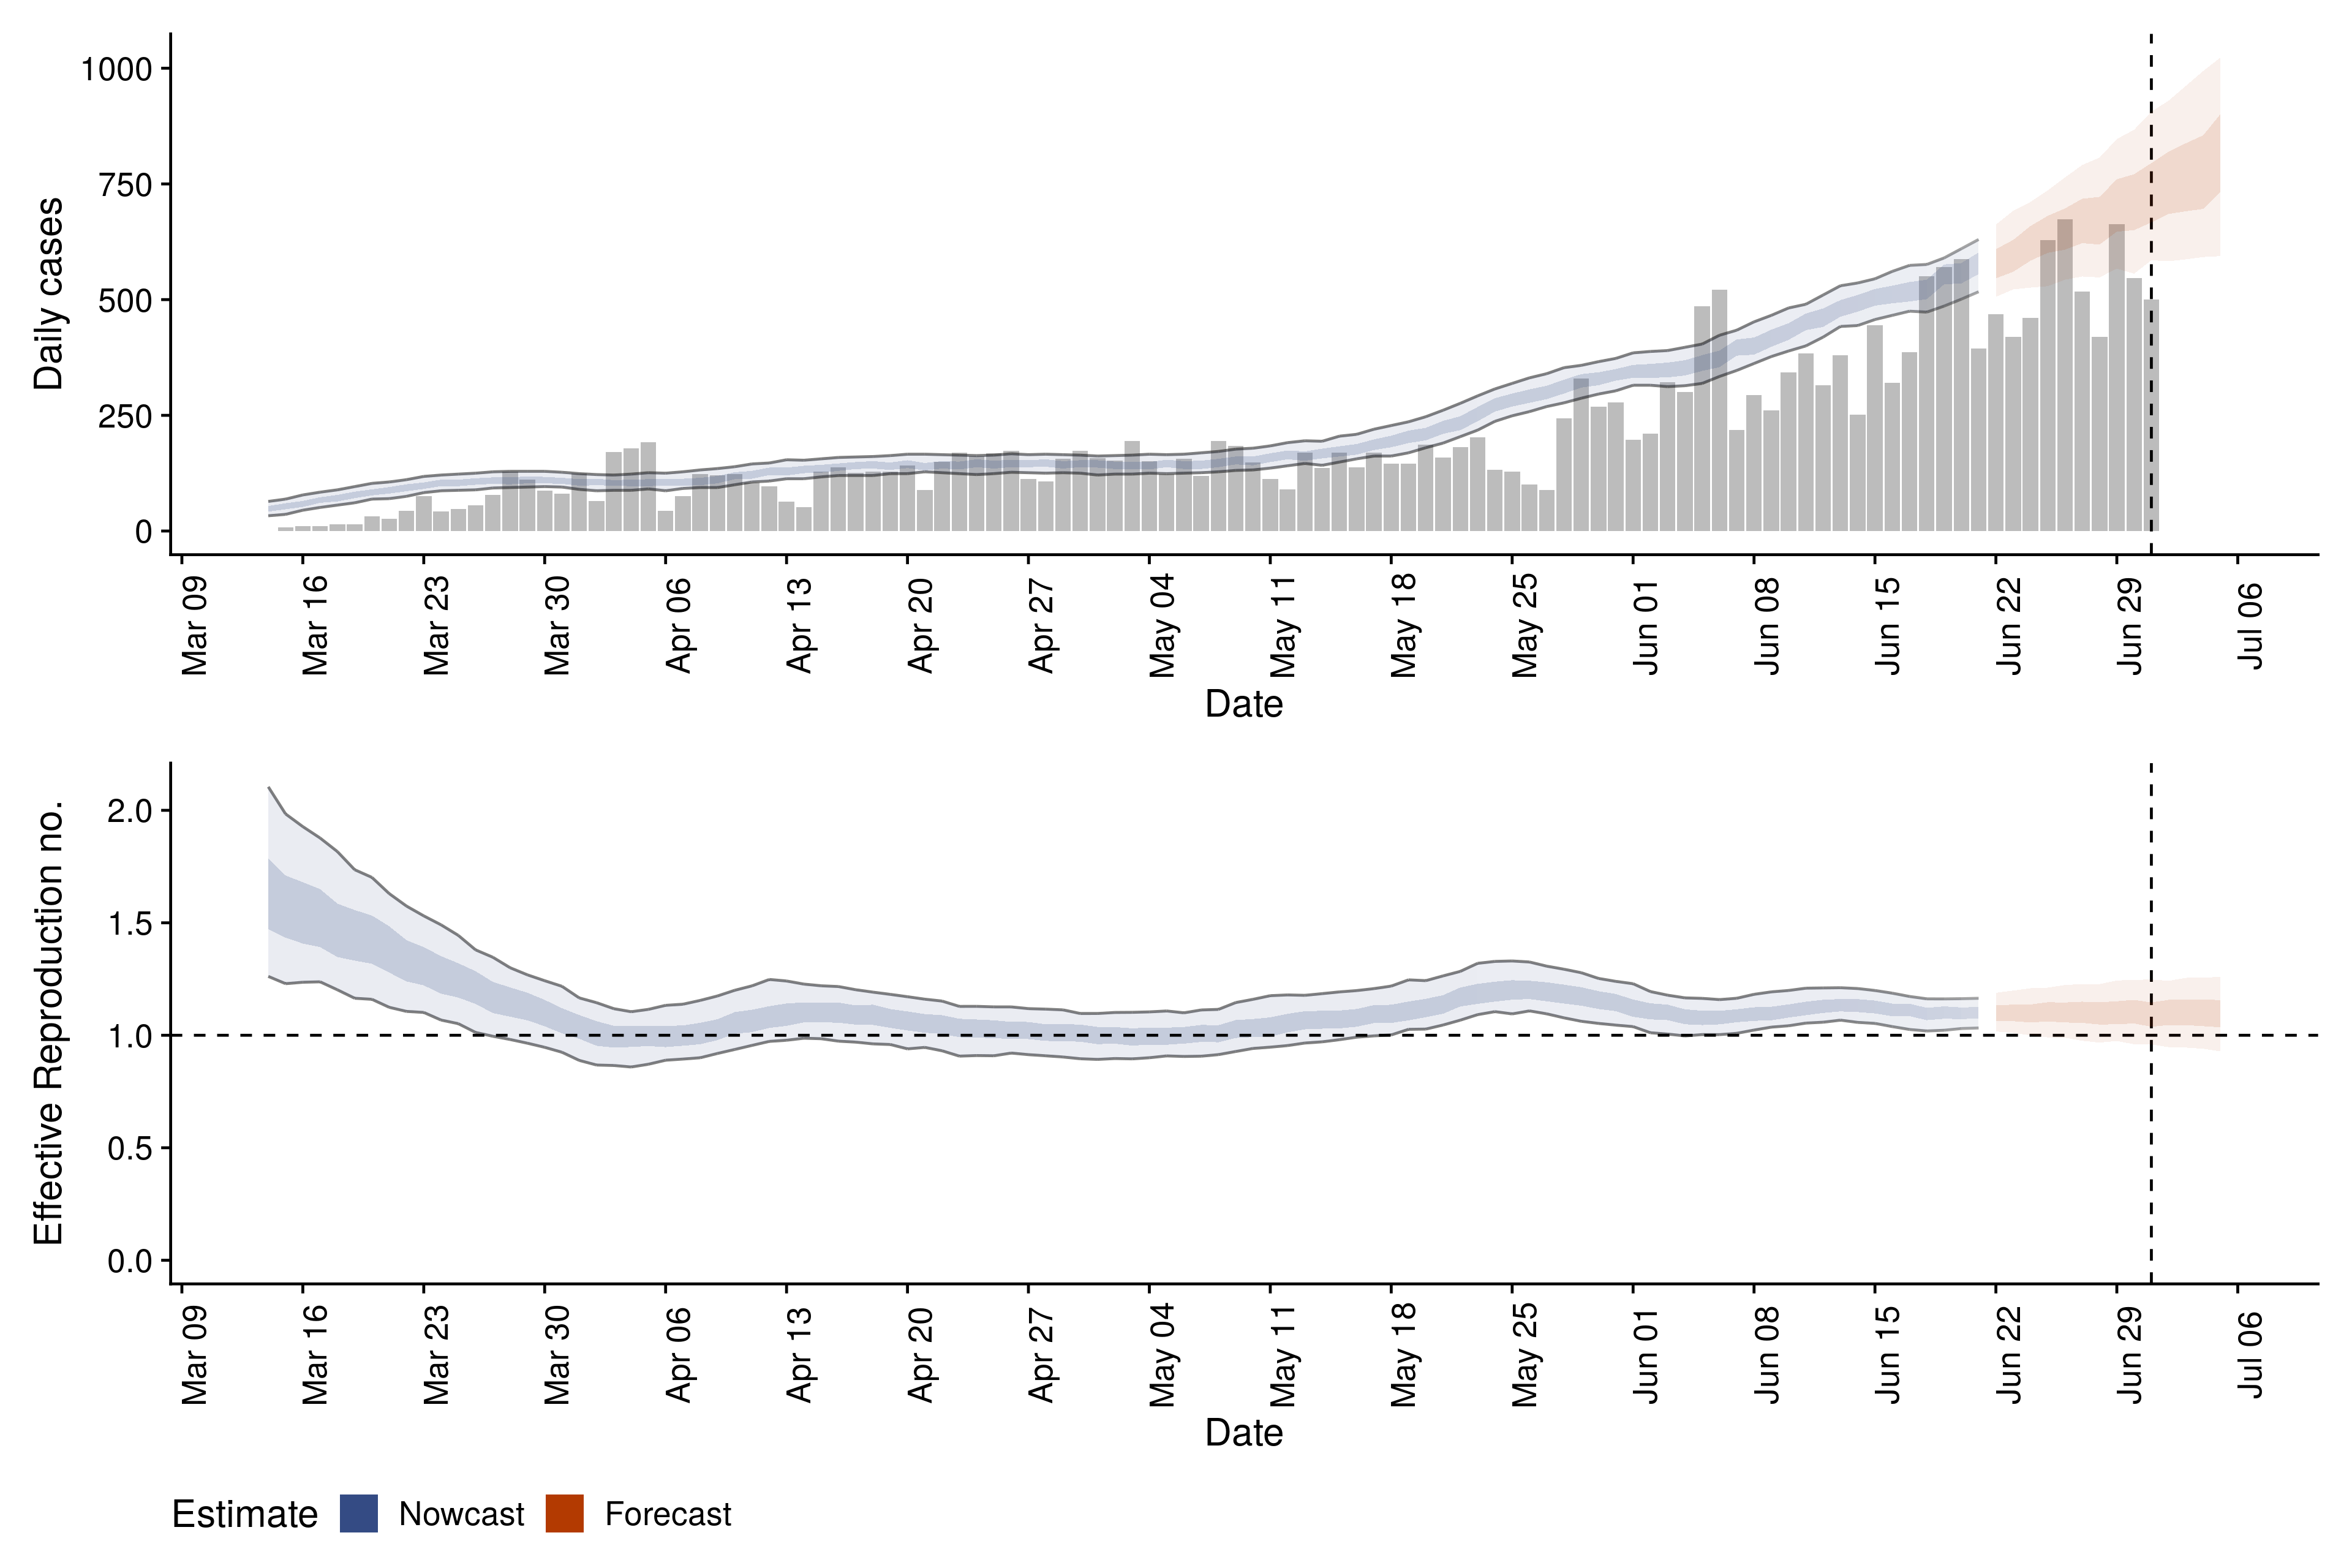 Daily cases
1000
750
500
250
0
Mar 09 Mar 16 Mar 23 Mar 30 Apr 06 Apr 13 Apr 20 Apr 27 May 04 May 11 May 18 May 25 Jun 01 Jun 08 Jun 15 Jun 22 Jun 29 Jul 06
Date
Effective Reproduction no.
2.0
1.5
1.0
0.5
0.0
Mar 09 Mar 16 Mar 23 Mar 30 Apr 06 Apr 13 Apr 20 Apr 27 May 04 May 11 May 18 May 25 Jun 01 Jun 08 Jun 15 Jun 22 Jun 29 Jul 06
Date
Estimate Nowcast Forecast